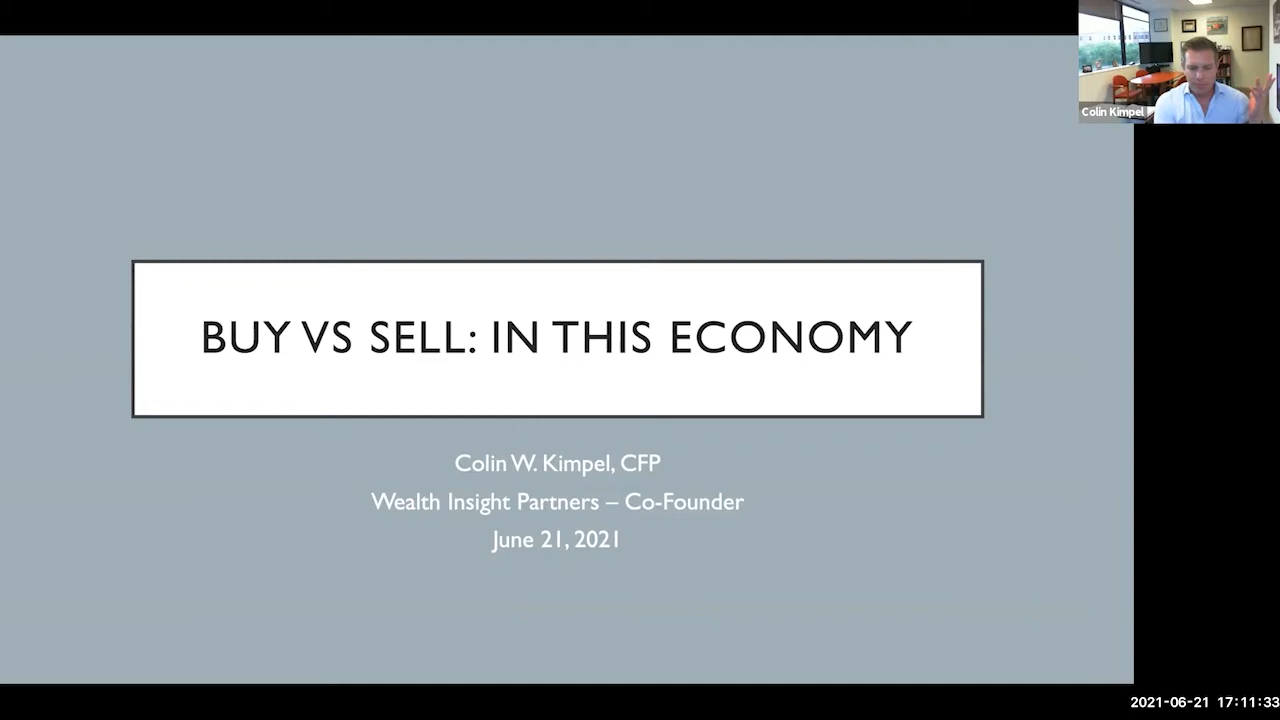 Colin Kimpel
BUY VS SELL: IN THIS ECONOMY
Colin W. Kimpel, CFP
Wealth Insight Partners – Co-Founder
June 21, 2021
2021-06-21 17:11:33